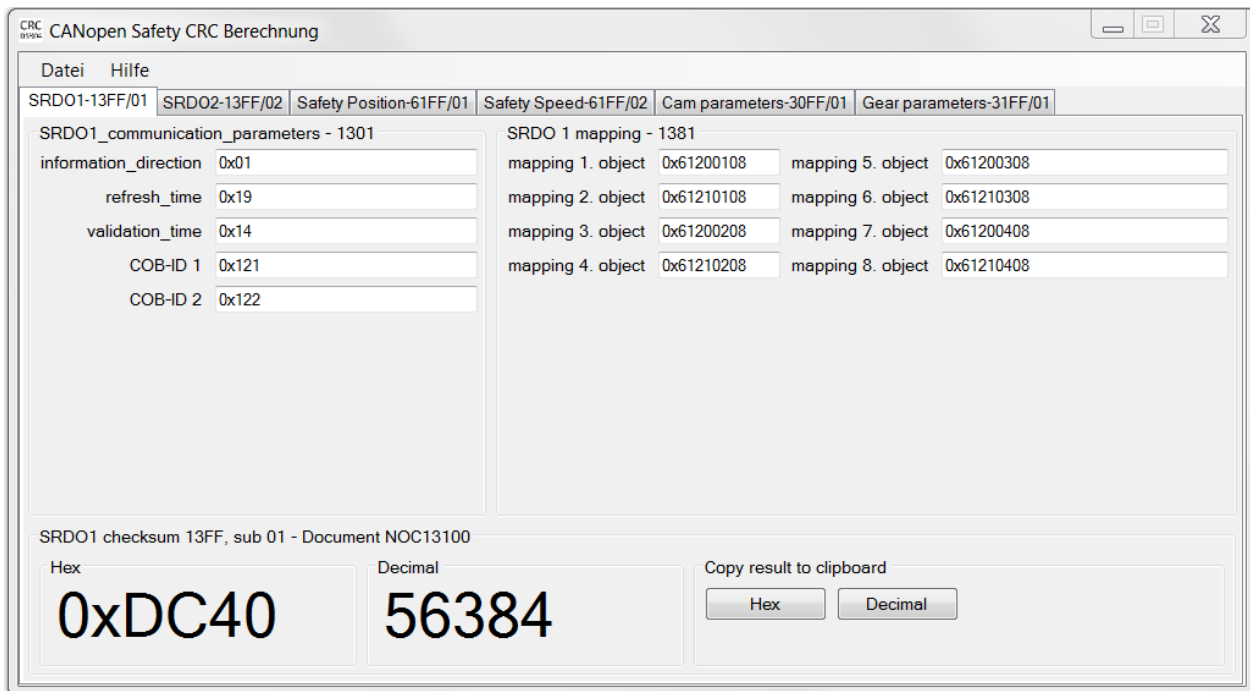 CRC CANopen Safety CRC Berechnung
Datei Hilfe
SRDO1-13FF/01 SRDO2-13FF/02 Safety Position-61FF/01 Safety Speed-61FF/02 Cam parameters-30FF/01 Gear parameters-31FF/01
SRDO1_communication_parameters - 1301
information_direction 0x01
refresh_time 0x19
validation_time 0x14
COB-ID 1 0x121
COB-ID 2 0x122
SRDO 1 mapping - 1381
mapping 1. object 0x61200108 mapping 5. object 0x61200308
mapping 2. object 0x61210108 mapping 6. object 0x61210308
mapping 3. object 0x61200208 mapping 7. object 0x61200408
mapping 4. object 0x61210208 mapping 8. object 0x61210408
SRDO1 checksum 13FF, sub 01 - Document NOC13100
Hex
0xDC40
Decimal
56384
Copy result to clipboard
Hex Decimal